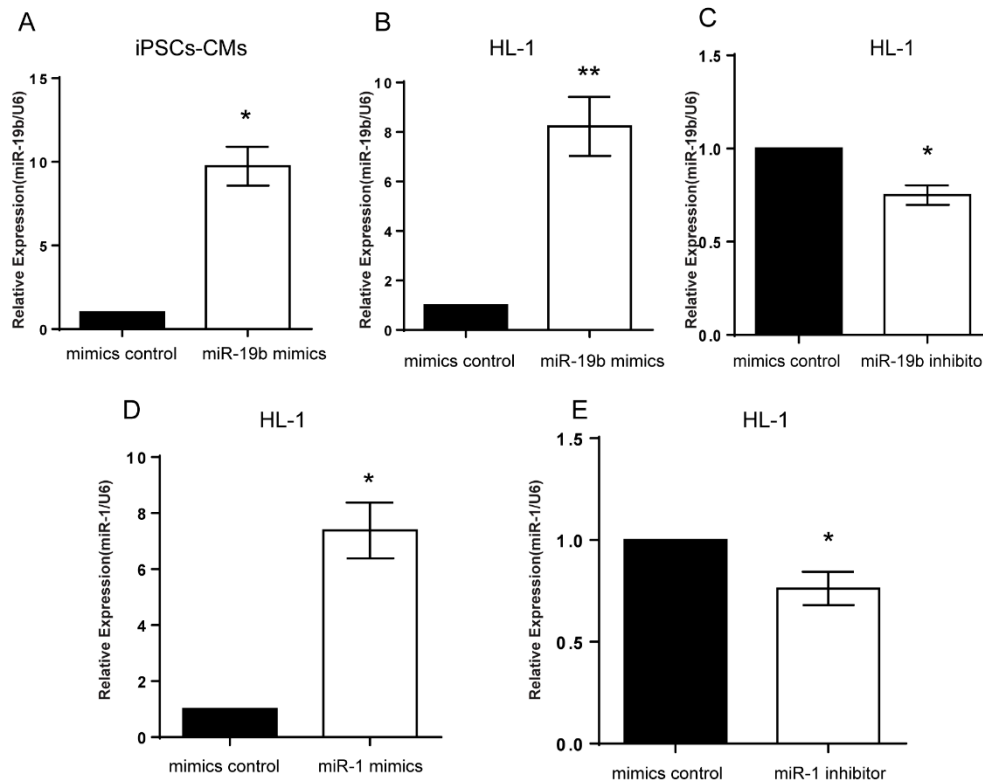 A
iPSCs-CMs
Relative Expression(miR-19b/U6)
15
10
5
0
*
mimics control
miR-19b mimics
B
HL-1
Relative Expression(miR-19b/U6)
10
8
6
4
2
0
**
mimics control
miR-19b mimics
C
HL-1
Relative Expression(miR-19b/U6)
1.5
1.0
0.5
0.0
*
mimics control
miR-19b inhibito
D
HL-1
Relative Expression(miR-1/U6)
10
8
6
4
2
0
*
mimics control
miR-1 mimics
E
HL-1
Relative Expression(miR-1/U6)
1.5
1.0
0.5
0.0
*
mimics control
miR-1 inhibitor